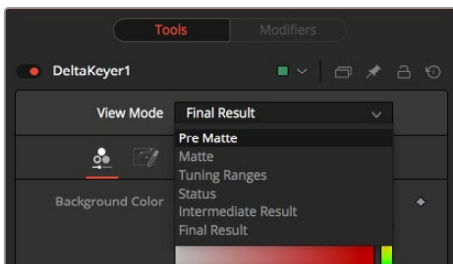 Tools
Modifiers
DeltaKeyer1
View Mode
Final Result
Pre Matte
Matte
Tuning Ranges
Status
Intermediate Result
Final Result
Background Color